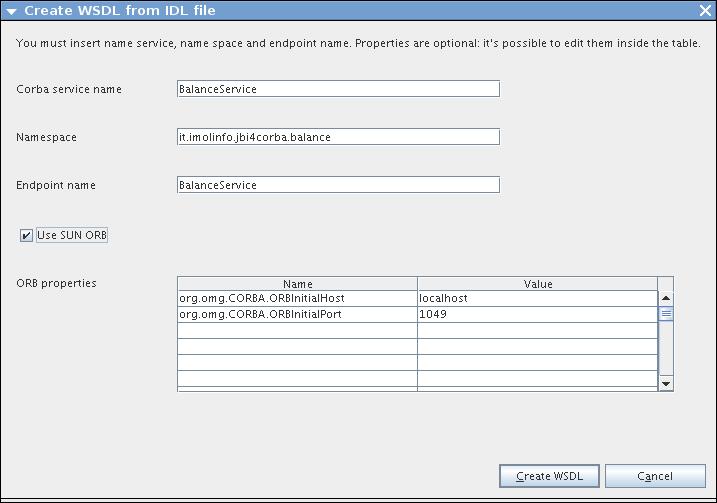 Create WSDL from IDL file
You must insert name service, name space and endpoint name. Properties are optional: it's possible to edit them inside the table.
Corba service name BalanceService
Namespace it.imolinfo.jbi4corba.balance
Endpoint name BalanceService
Use SUN ORB
ORB properties
Name Value
org.omg.CORBA.ORBInitialHost localhost
org.omg.CORBA.ORBInitialPort 1049
Create WSDL Cancel